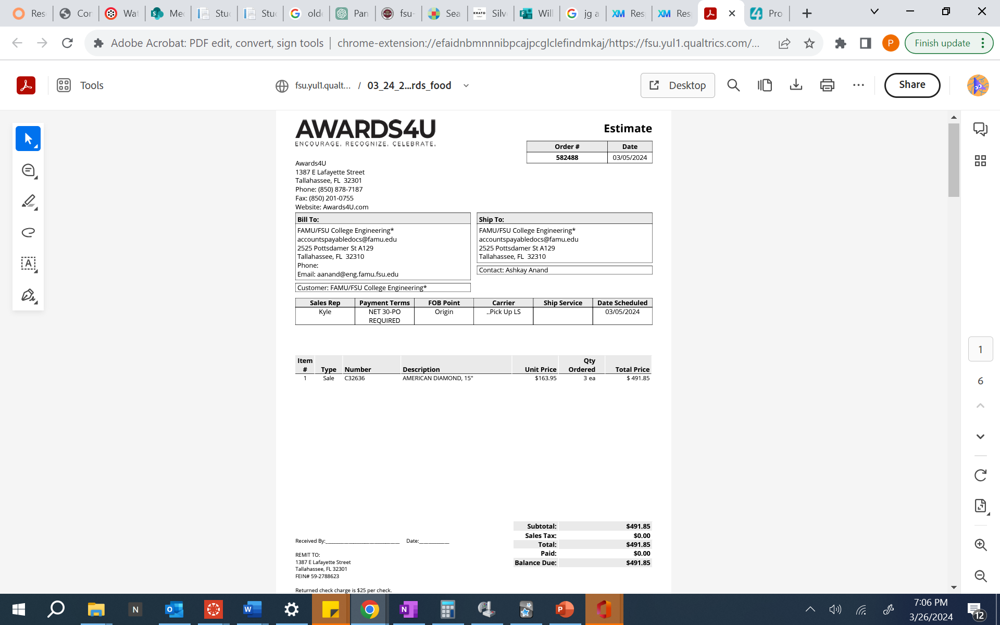 Res
Con
Wat
Me
Stud
Stud
olde
Pan
fsu-
Sea
KHATO
Silv
Will
jg a
XM Res
XM Res
Pro
Adobe Acrobat: PDF edit, convert, sign tools
chrome-extension://efaidnbmnnnibpcajpcglclefindmkaj/https://fsu.yul1.qualtrics.com/...
P
Finish update
Tools
fsu.yul1.qualt... / 03_24_2...rds_food
Desktop
Share
AWARDS4U
ENCOURAGE. RECOGNIZE. CELEBRATE.
Estimate
Order # Date
582488 03/05/2024
Awards4U
1387 E Lafayette Street
Tallahassee, FL 32301
Phone: (850) 878-7187
Fax: (850) 201-0755
Website: Awards4U.com
Bill To:
FAMU/FSU College Engineering*
accountspayabledocs@famu.edu
2525 Pottsdamer St A129
Tallahassee, FL 32310
Phone:
Email: aanand@eng.famu.fsu.edu
Customer: FAMU/FSU College Engineering*
Ship To:
FAMU/FSU College Engineering*
accountspayabledocs@famu.edu
2525 Pottsdamer St A129
Tallahassee, FL 32310
Contact: Ashkay Anand
Sales Rep Payment Terms FOB Point Carrier Ship Service Date Scheduled
Kyle NET 30-PO Origin ..Pick Up LS 03/05/2024
REQUIRED
Item Qty
# Type Number Description Unit Price Ordered Total Price
1 Sale C32636 AMERICAN DIAMOND, 15" $163.95 3 ea $ 491.85
Subtotal: $491.85
Sales Tax: $0.00
Total: $491.85
Paid: $0.00
Balance Due: $491.85
Received By: Date:
REMIT TO:
1387 E Lafayette Street
Tallahassee, FL 32301
FEIN# 59-2788623
Returned check charge is $25 per check.
1
6
A
N
W
N
P
7:06 PM
3/26/2024
12